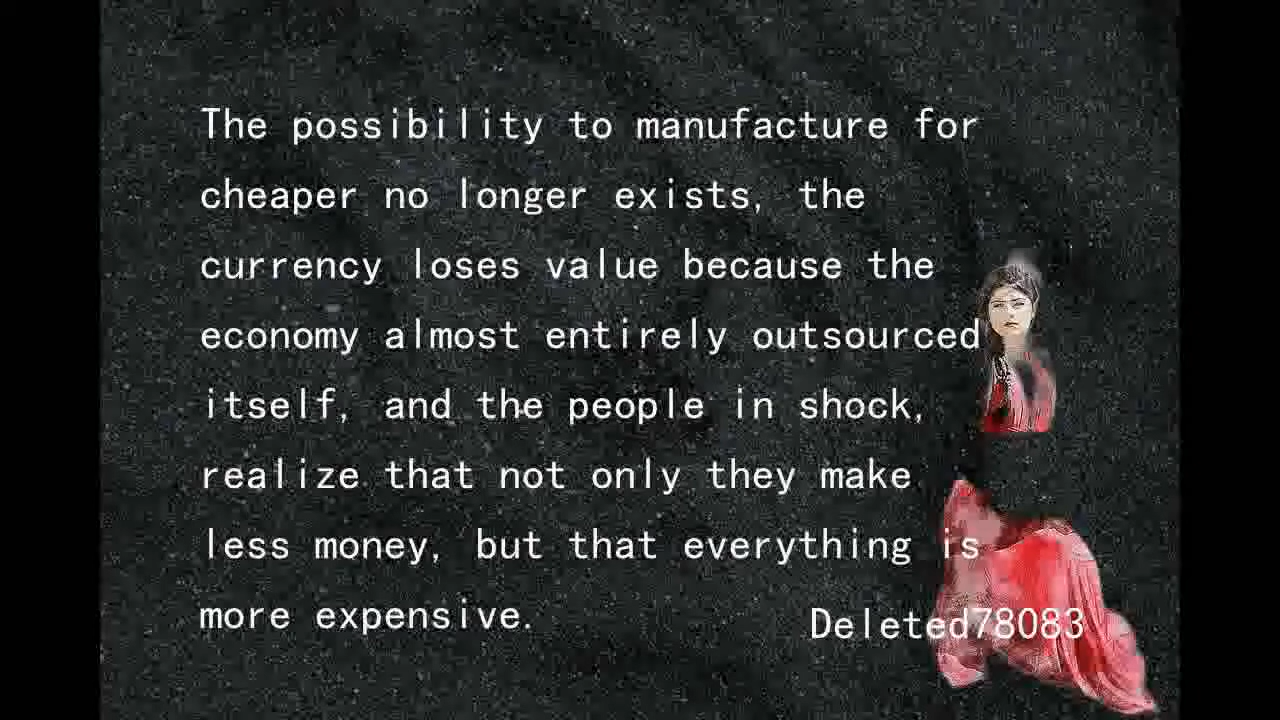 The possibility to manufacture for
cheaper no longer exists, the
currency loses value because the
economy almost entirely outsourced
itself, and the people in shock,
realize that not only they make
less money, but that everything is
more expensive.
Deleted78083